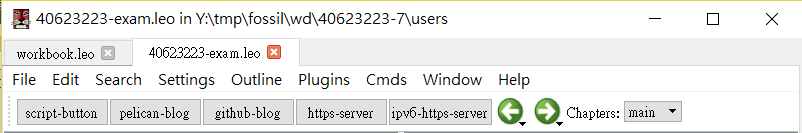 40623223-exam.leo in Y:\tmp\fossil\wd\40623223-7\users
workbook.leo 40623223-exam.leo
File Edit Search Settings Outline Plugins Cmds Window Help
script-button pelican-blog github-blog https-server ipv6-https-server Chapters: main